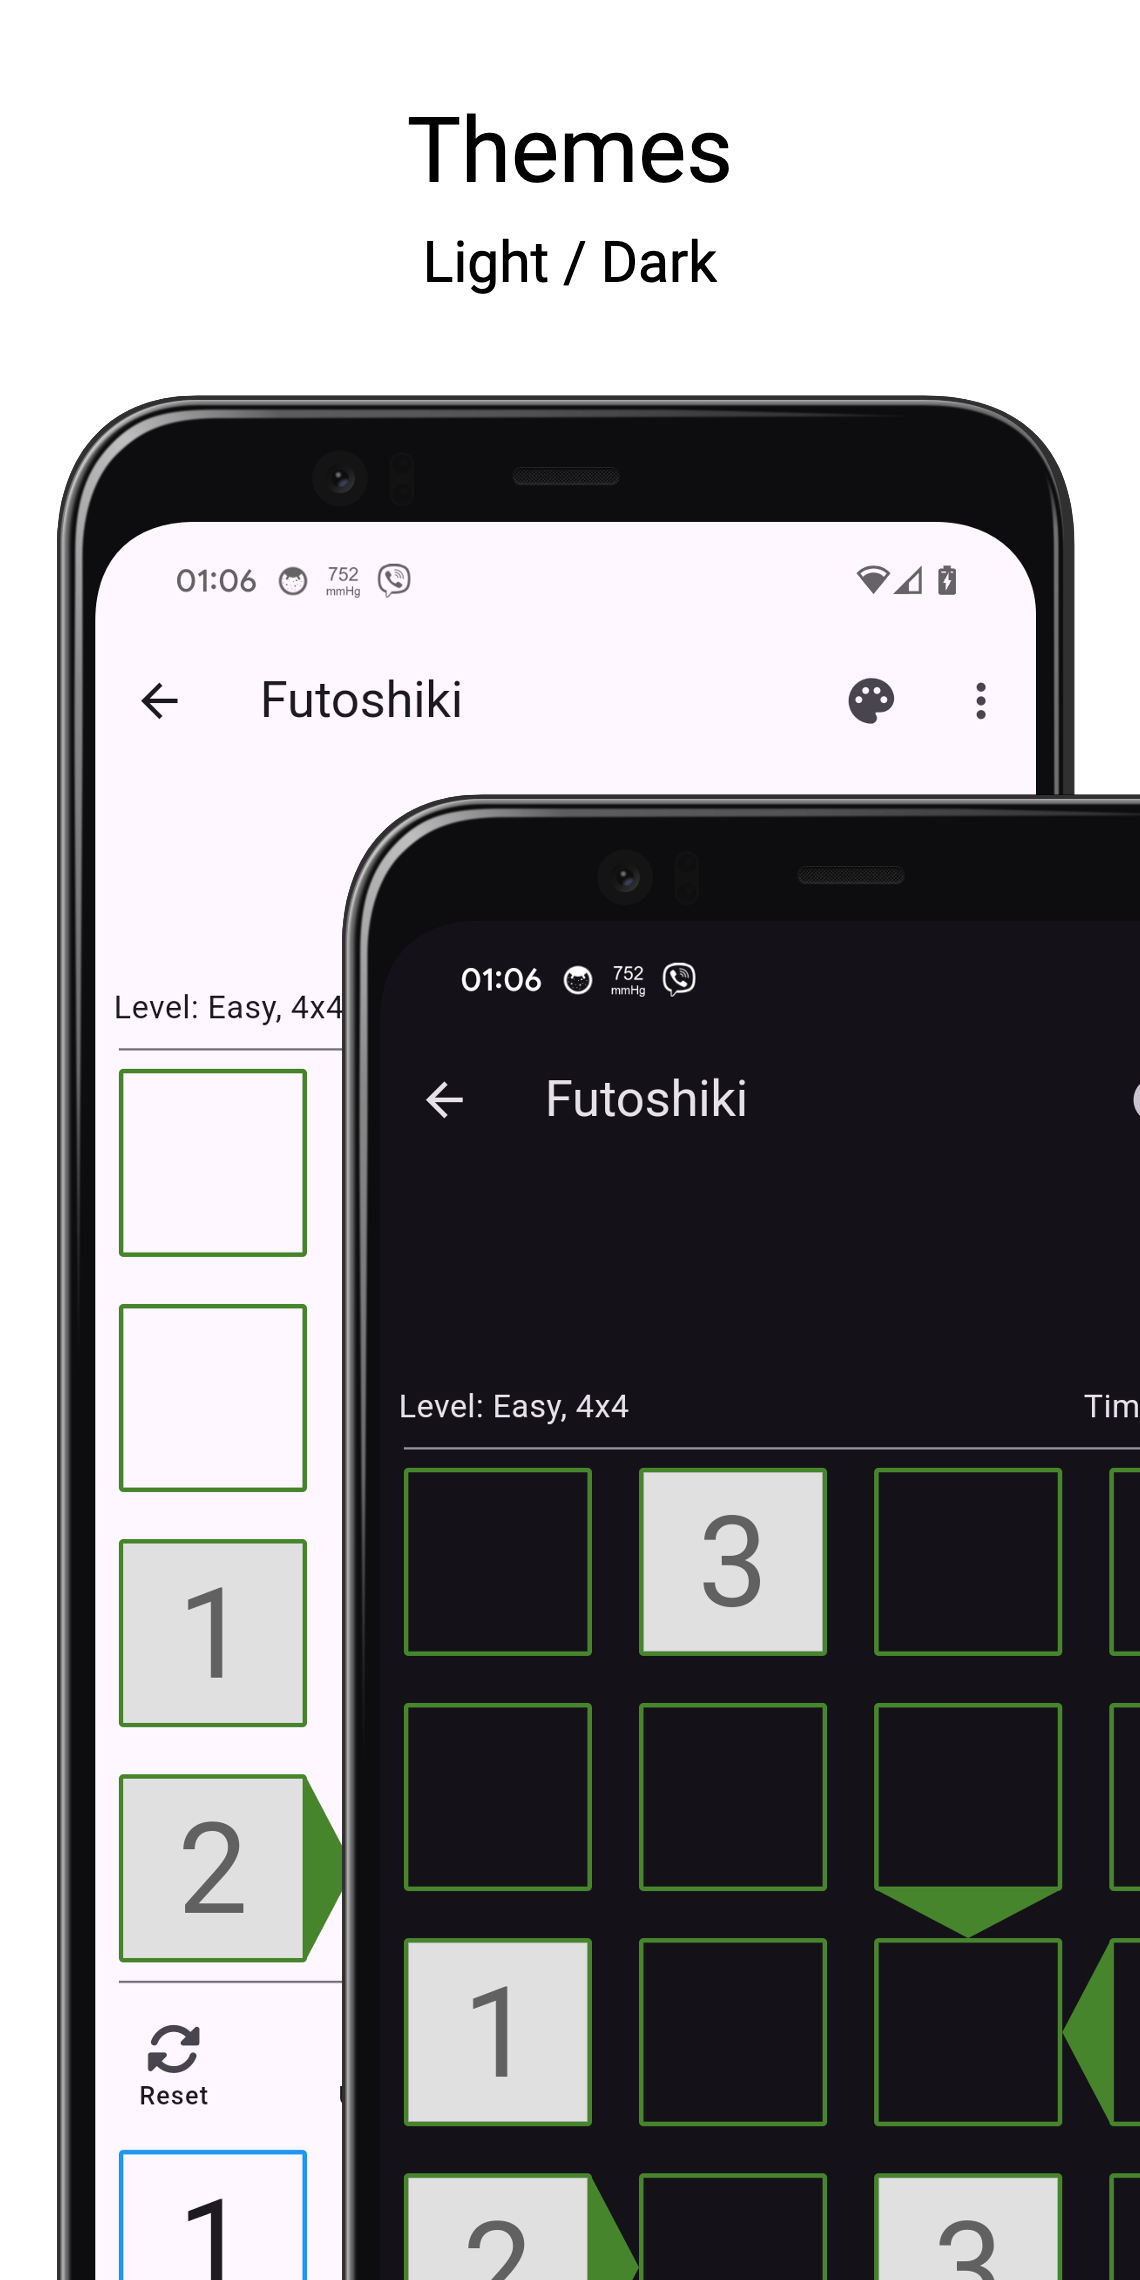 Themes
Light / Dark
01:06 752 mmHg
Futoshiki
Level: Easy, 4x4
1
2
Reset
1
01:06 752 mmHg
Futoshiki
Level: Easy, 4x4 Tim
3
1
2 3